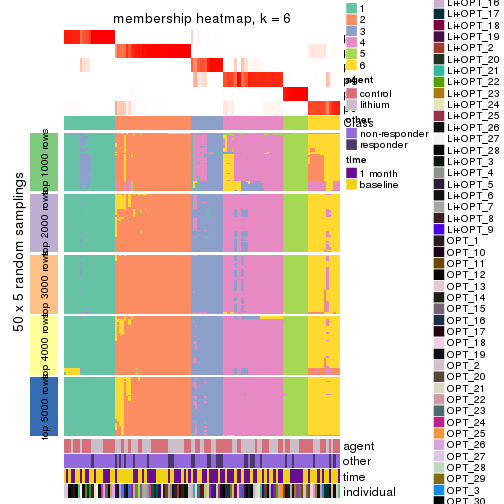 membership heatmap, k = 6
50 x 5 random samplings
top 1000 rows
top 2000 rows
top 3000 rows
top 4000 rows
top 5000 rows
agent
other
time
individual
1
2
3
4
5
6
agent
control
lithium
Class
non-responder
responder
time
1 month
baseline
Li+OPT_16
Li+OPT_17
Li+OPT_18
Li+OPT_19
Li+OPT_2
Li+OPT_20
Li+OPT_21
Li+OPT_22
Li+OPT_23
Li+OPT_24
Li+OPT_25
Li+OPT_26
Li+OPT_27
Li+OPT_28
Li+OPT_3
Li+OPT_4
Li+OPT_5
Li+OPT_6
Li+OPT_7
Li+OPT_8
Li+OPT_9
OPT_1
OPT_10
OPT_11
OPT_12
OPT_13
OPT_14
OPT_15
OPT_16
OPT_17
OPT_18
OPT_19
OPT_2
OPT_20
OPT_21
OPT_22
OPT_23
OPT_24
OPT_25
OPT_26
OPT_27
OPT_28
OPT_29
OPT_3
OPT_30